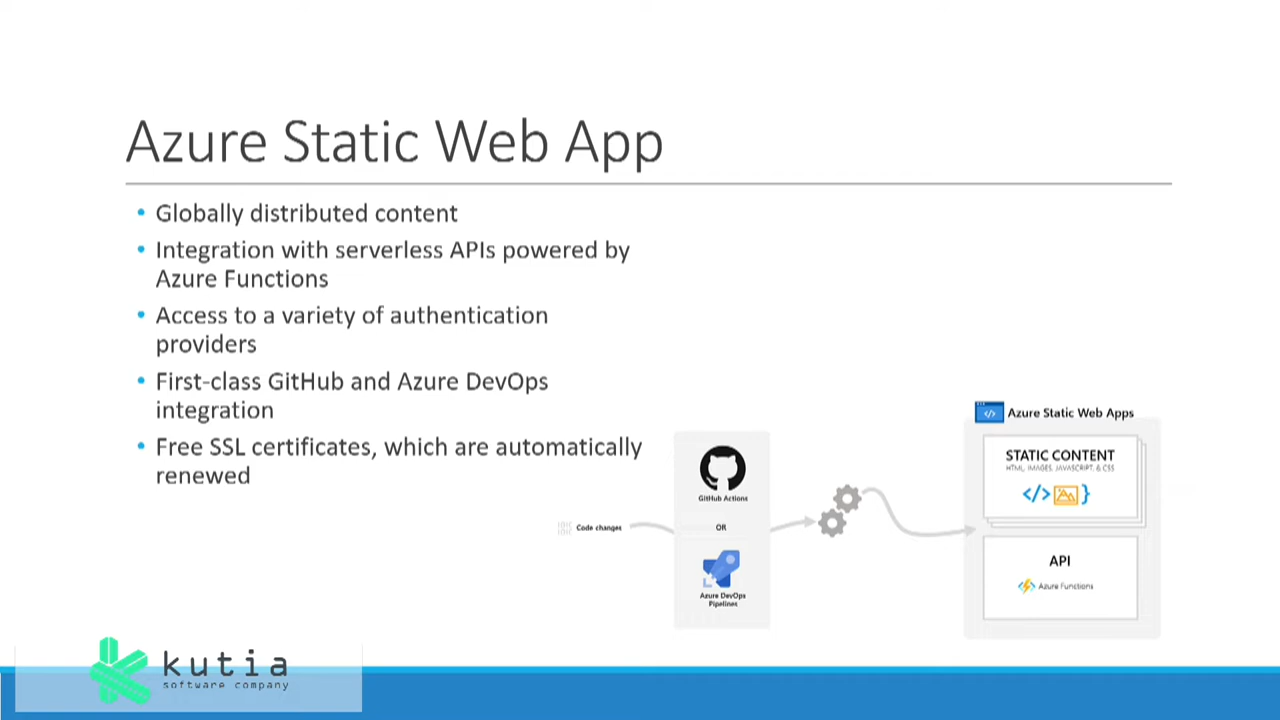 Azure Static Web App
• Globally distributed content
• Integration with serverless APIs powered by
Azure Functions
• Access to a variety of authentication
providers
• First-class GitHub and Azure DevOps
integration
• Free SSL certificates, which are automatically
renewed
Code changes
GitHub Actions
OR
Azure DevOps
Pipelines
Azure Static Web Apps
STATIC CONTENT
HTML, IMAGES, JAVASCRIPT, & CSS
API
Azure Functions
kutia
software company